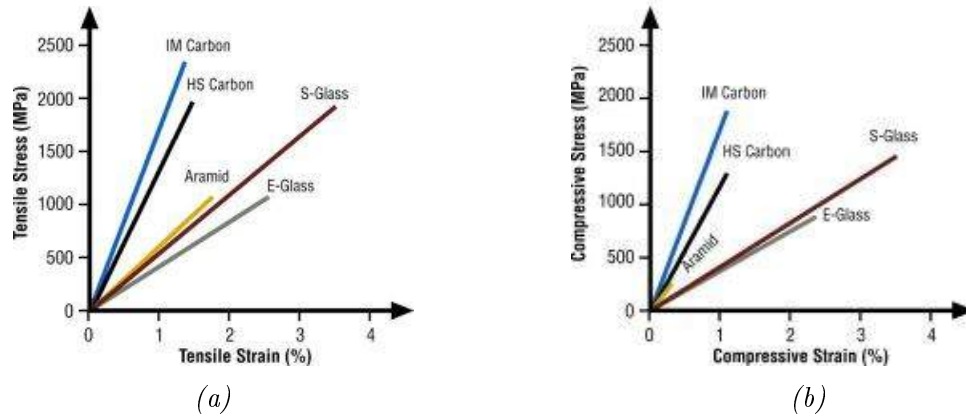 Tensile Stress (MPa)
2500
2000
1500
1000
500
0
IM Carbon
HS Carbon
S-Glass
Aramid
E-Glass
0 1 2 3 4
Tensile Strain (%)
(a)
Compressive Stress (MPa)
2500
2000
1500
1000
500
0
IM Carbon
HS Carbon
S-Glass
E-Glass
Aramid
0 1 2 3 4
Compressive Strain (%)
(b)